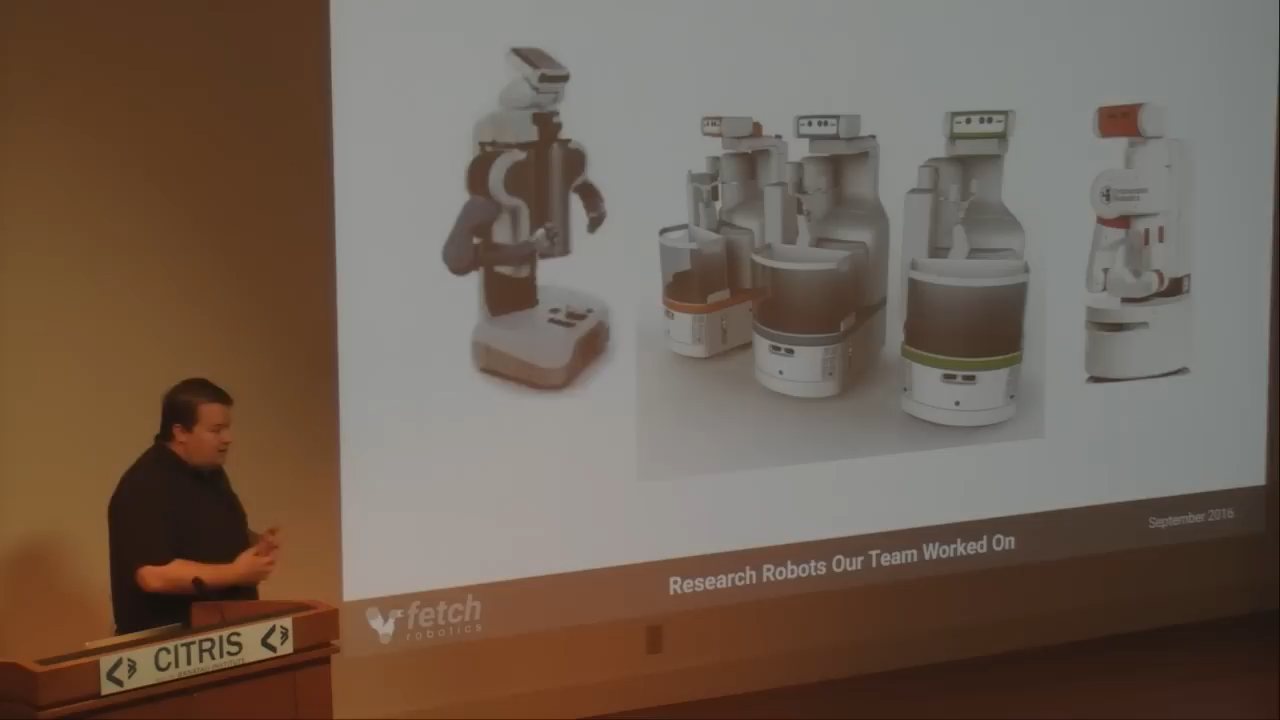 September 2016
Research Robots Our Team Worked On
fetch
robotics
CITRIS